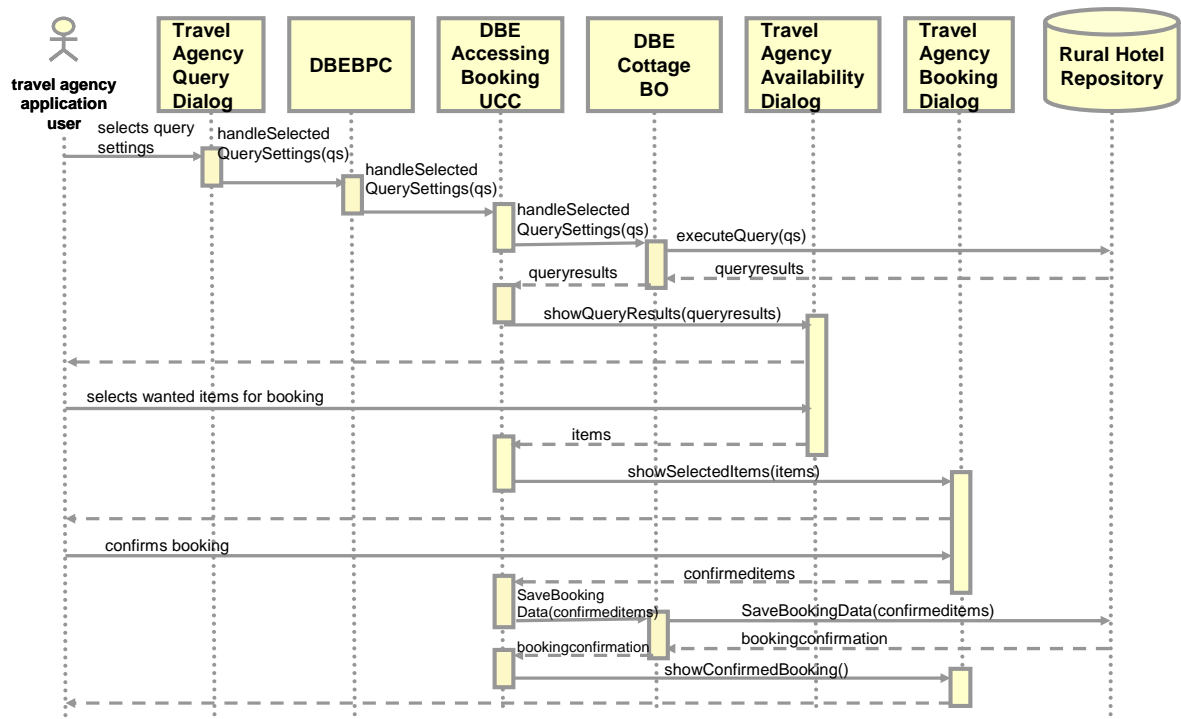 Travel
Agency
Query
Dialog
DBEBPC
DBE
Accessing
Booking
UCC
DBE
Cottage
BO
Travel
Agency
Availability
Dialog
Travel
Agency
Booking
Dialog
Rural Hotel
Repository
travel agency
application
user
selects query
settings
handleSelected
QuerySettings(qs)
handleSelected
QuerySettings(qs)
handleSelected
QuerySettings(qs)
executeQuery(qs)
queryresults
queryresults
showQueryResults(queryresults)
selects wanted items for booking
items
showSelectedItems(items)
confirms booking
confirmeditems
SaveBooking
Data(confirmeditems)
SaveBookingData(confirmeditems)
bookingconfirmation
bookingconfirmation
showConfirmedBooking()